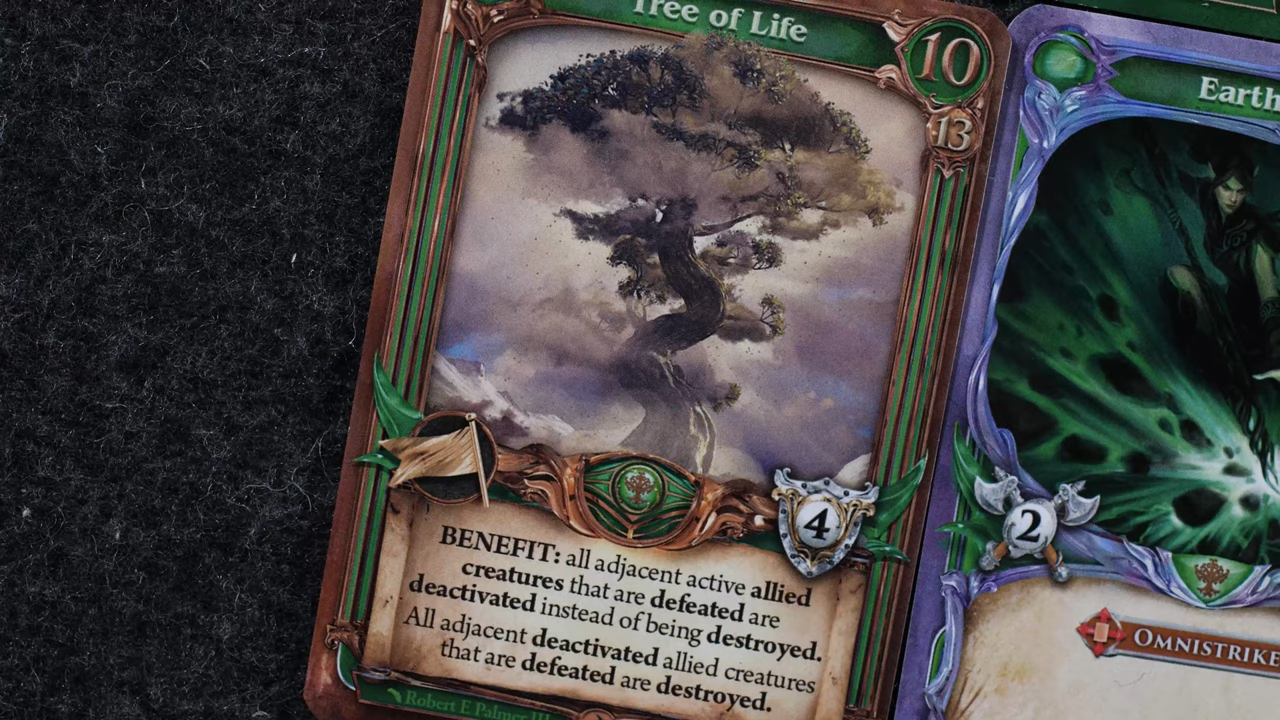 Tree of Life
10
13
4
BENEFIT: all adjacent active allied
creatures that are defeated are
deactivated instead of being destroyed.
All adjacent deactivated allied creatures
that are defeated are destroyed.
Robert E Palmer III
Earth
2
OMNISTRIKE